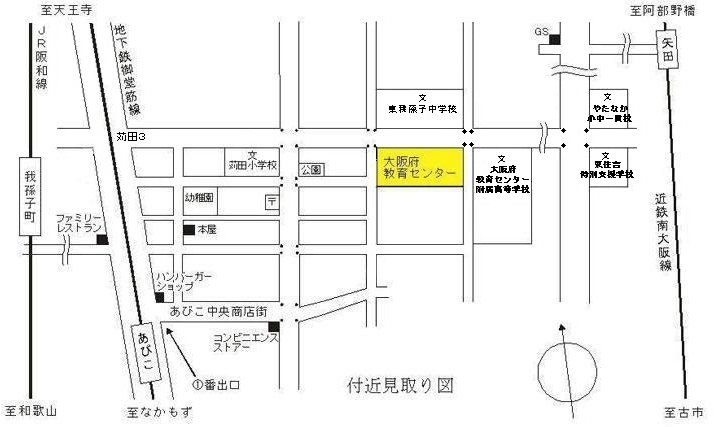 至天王寺
至阿部野橋
JR阪和線
地下鉄御堂筋線
GS
矢田
文
東我孫子中学校
文
やたなか
小中一貫校
苅田3
文
苅田小学校
公園
大阪府
教育センター
文
大阪府
教育センター
附属高等学校
文
東住吉
特別支援学校
我孫子町
幼稚園
〒
ファミリー
レストラン
本屋
近鉄南大阪線
ハンバーガー
ショップ
あびこ中央商店街
あびこ
コンビニエンス
ストアー
①番出口
付近見取り図
至和歌山
至なかもず
至古市